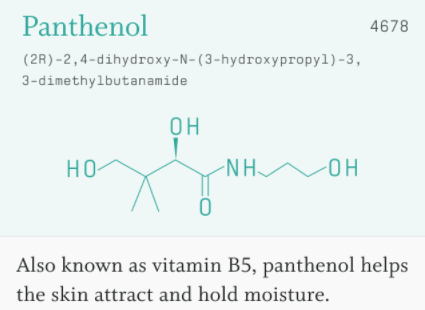 Panthenol 4678
(2R)-2,4-dihydroxy-N-(3-hydroxypropyl)-3,
3-dimethylbutanamide
OH
HO NH OH
O
Also known as vitamin B5, panthenol helps
the skin attract and hold moisture.